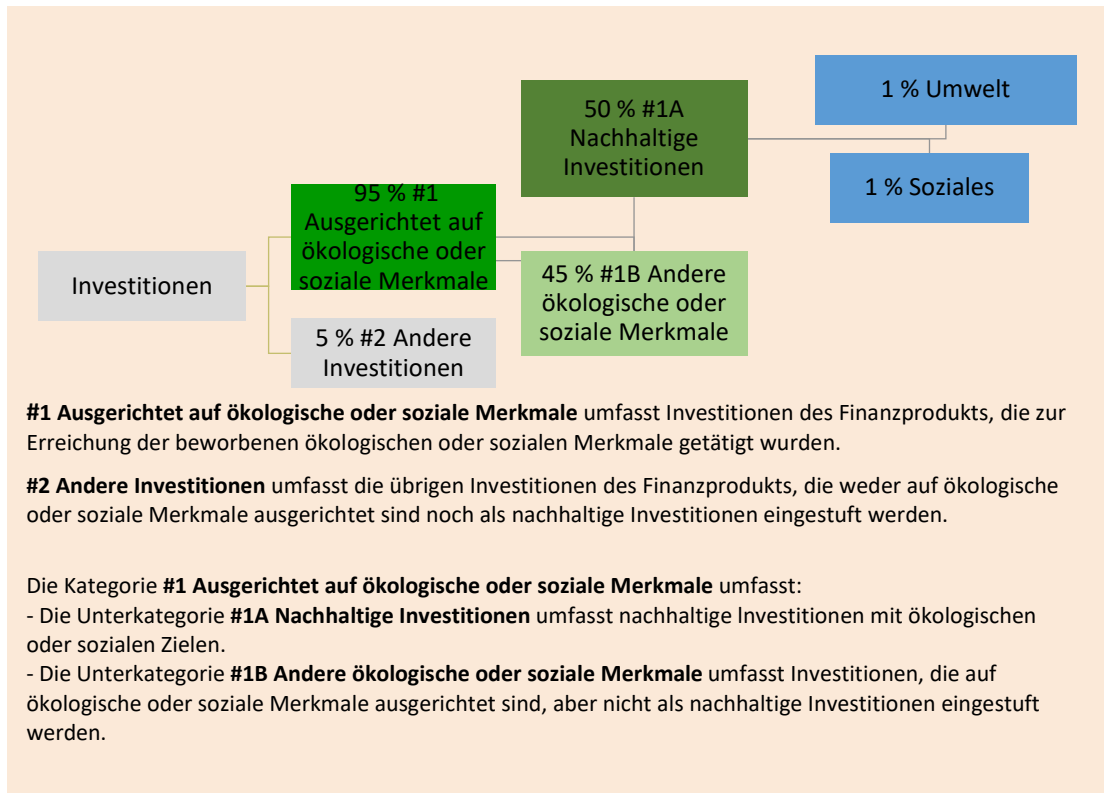 1 % Umwelt
50 % #1A
Nachhaltige
Investitionen
1 % Soziales
95 % #1
Ausgerichtet auf
ökologische oder
soziale Merkmale
Investitionen
45 % #1B Andere
ökologische oder
soziale Merkmale
5 % #2 Andere
Investitionen
#1 Ausgerichtet auf ökologische oder soziale Merkmale umfasst Investitionen des Finanzprodukts, die zur
Erreichung der beworbenen ökologischen oder sozialen Merkmale getätigt wurden.
#2 Andere Investitionen umfasst die übrigen Investitionen des Finanzprodukts, die weder auf ökologische
oder soziale Merkmale ausgerichtet sind noch als nachhaltige Investitionen eingestuft werden.
Die Kategorie #1 Ausgerichtet auf ökologische oder soziale Merkmale umfasst:
- Die Unterkategorie #1A Nachhaltige Investitionen umfasst nachhaltige Investitionen mit ökologischen
oder sozialen Zielen.
- Die Unterkategorie #1B Andere ökologische oder soziale Merkmale umfasst Investitionen, die auf
ökologische oder soziale Merkmale ausgerichtet sind, aber nicht als nachhaltige Investitionen eingestuft
werden.